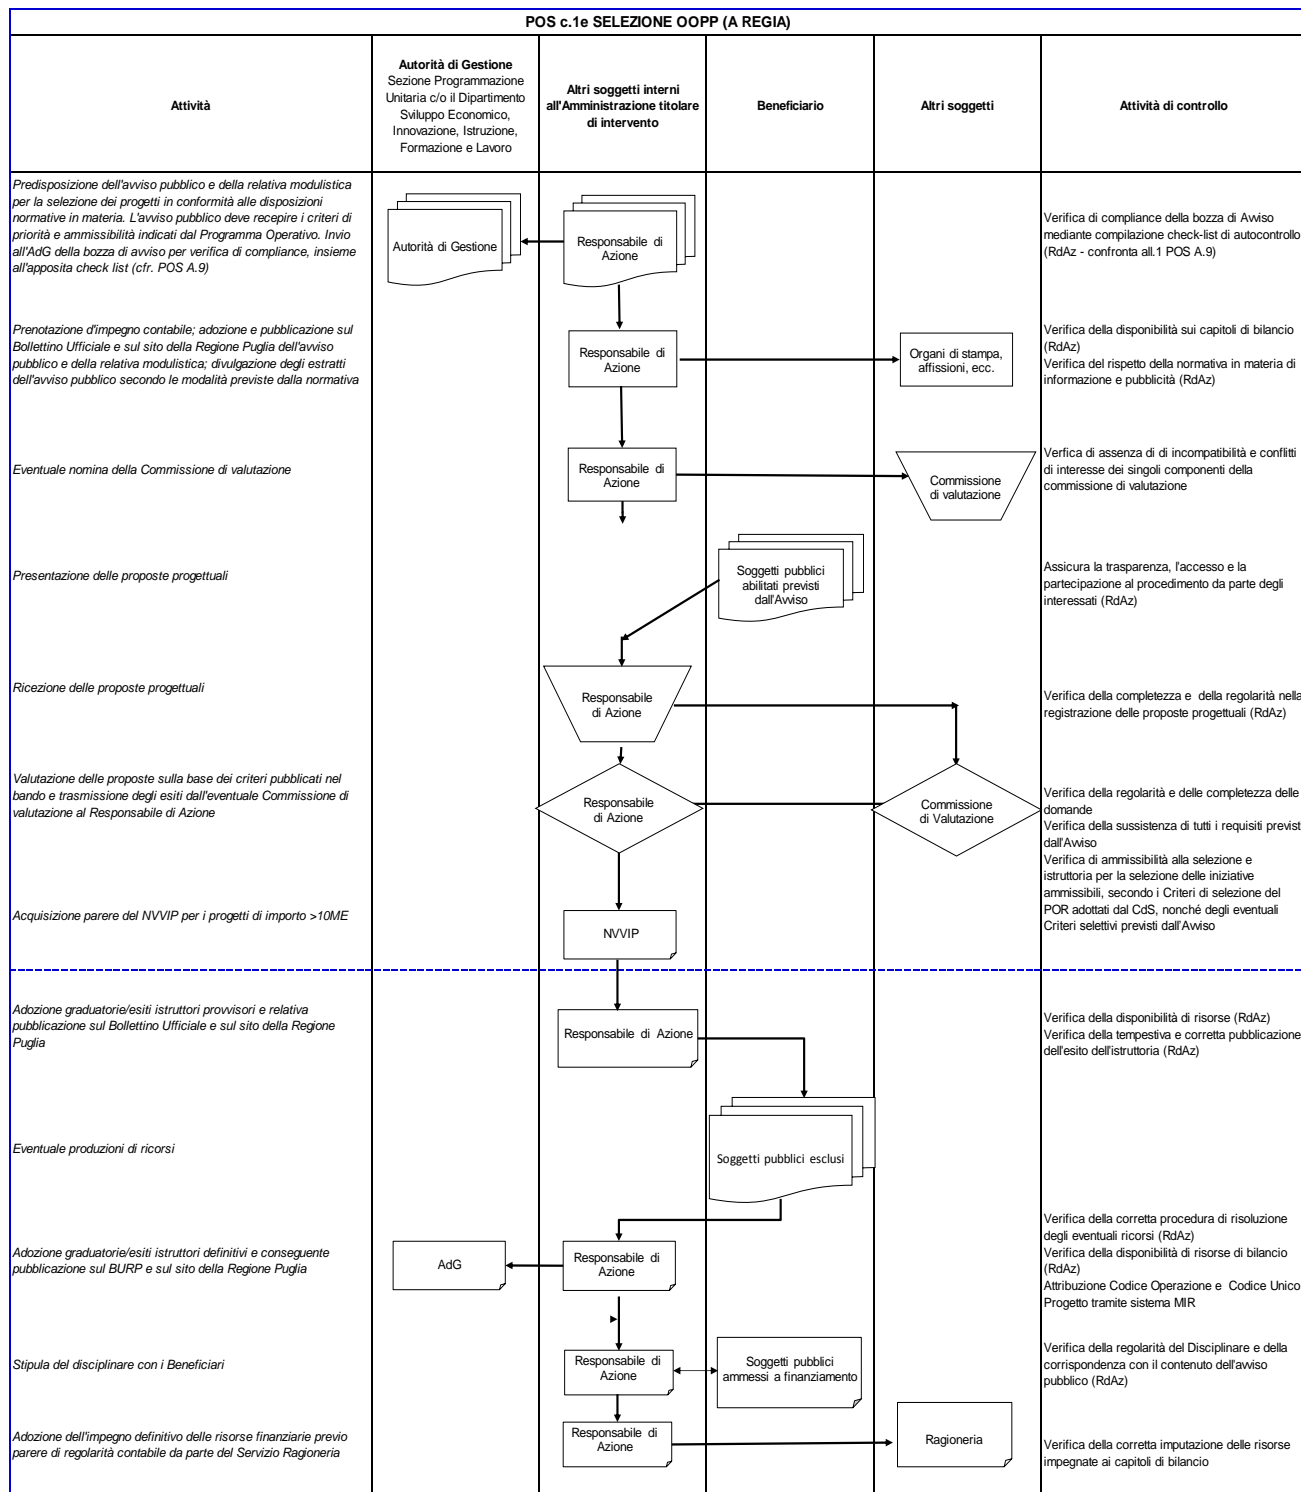 POS c.1e SELEZIONE OOPP (A REGIA)
Attività
Autorità di Gestione
Sezione Programmazione
Unitaria c/o il Dipartimento
Sviluppo Economico,
Innovazione, Istruzione,
Formazione e Lavoro
Altri soggetti interni
all'Amministrazione titolare
di intervento
Beneficiario
Altri soggetti
Attività di controllo
Predisposizione dell'avviso pubblico e della relativa modulistica
per la selezione dei progetti in conformità alle disposizioni
normative in materia. L'avviso pubblico deve recepire i criteri di
priorità e ammissibilità indicati dal Programma Operativo. Invio
all'AdG della bozza di avviso per verifica di compliance, insieme
all'apposita check list (cfr. POS A.9)
Autorità di Gestione
Responsabile di
Azione
Verifica di compliance della bozza di Avviso
mediante compilazione check-list di autocontrollo
(RdAz - confronta all.1 POS A.9)
Prenotazione d'impegno contabile; adozione e pubblicazione sul
Bollettino Ufficiale e sul sito della Regione Puglia dell'avviso
pubblico e della relativa modulistica; divulgazione degli estratti
dell'avviso pubblico secondo le modalità previste dalla normativa
Responsabile di
Azione
Organi di stampa,
affissioni, ecc.
Verifica della disponibilità sui capitoli di bilancio
(RdAz)
Verifica del rispetto della normativa in materia di
informazione e pubblicità (RdAz)
Eventuale nomina della Commissione di valutazione
Responsabile di
Azione
Commissione
di valutazione
Verfica di assenza di di incompatibilità e conflitti
di interesse dei singoli componenti della
commissione di valutazione
Presentazione delle proposte progettuali
Soggetti pubblici
abilitati previsti
dall'Avviso
Assicura la trasparenza, l'accesso e la
partecipazione al procedimento da parte degli
interessati (RdAz)
Ricezione delle proposte progettuali
Responsabile
di Azione
Verifica della completezza e della regolarità nella
registrazione delle proposte progettuali (RdAz)
Valutazione delle proposte sulla base dei criteri pubblicati nel
bando e trasmissione degli esiti dall'eventuale Commissione di
valutazione al Responsabile di Azione
Responsabile
di Azione
Commissione
di Valutazione
Verifica della regolarità e delle completezza delle
domande
Verifica della sussistenza di tutti i requisiti previst
dall'Avviso
Verifica di ammissibilità alla selezione e
istruttoria per la selezione delle iniziative
ammissibili, secondo i Criteri di selezione del
POR adottati dal CdS, nonché degli eventuali
Criteri selettivi previsti dall'Avviso
Acquisizione parere del NVVIP per i progetti di importo >10ME
NVVIP
Adozione graduatorie/esiti istruttori provvisori e relativa
pubblicazione sul Bollettino Ufficiale e sul sito della Regione
Puglia
Responsabile di Azione
Verifica della disponibilità di risorse (RdAz)
Verifica della tempestiva e corretta pubblicazione
dell'esito dell'istruttoria (RdAz)
Eventuale produzioni di ricorsi
Soggetti pubblici esclusi
Adozione graduatorie/esiti istruttori definitivi e conseguente
pubblicazione sul BURP e sul sito della Regione Puglia
AdG
Responsabile di
Azione
Verifica della corretta procedura di risoluzione
degli eventuali ricorsi (RdAz)
Verifica della disponibilità di risorse di bilancio
(RdAz)
Attribuzione Codice Operazione e Codice Unico
Progetto tramite sistema MIR
Stipula del disciplinare con i Beneficiari
Responsabile di
Azione
Soggetti pubblici
ammessi a finanziamento
Verifica della regolarità del Disciplinare e della
corrispondenza con il contenuto dell'avviso
pubblico (RdAz)
Adozione dell'impegno definitivo delle risorse finanziarie previo
parere di regolarità contabile da parte del Servizio Ragioneria
Responsabile di
Azione
Ragioneria
Verifica della corretta imputazione delle risorse
impegnate ai capitoli di bilancio